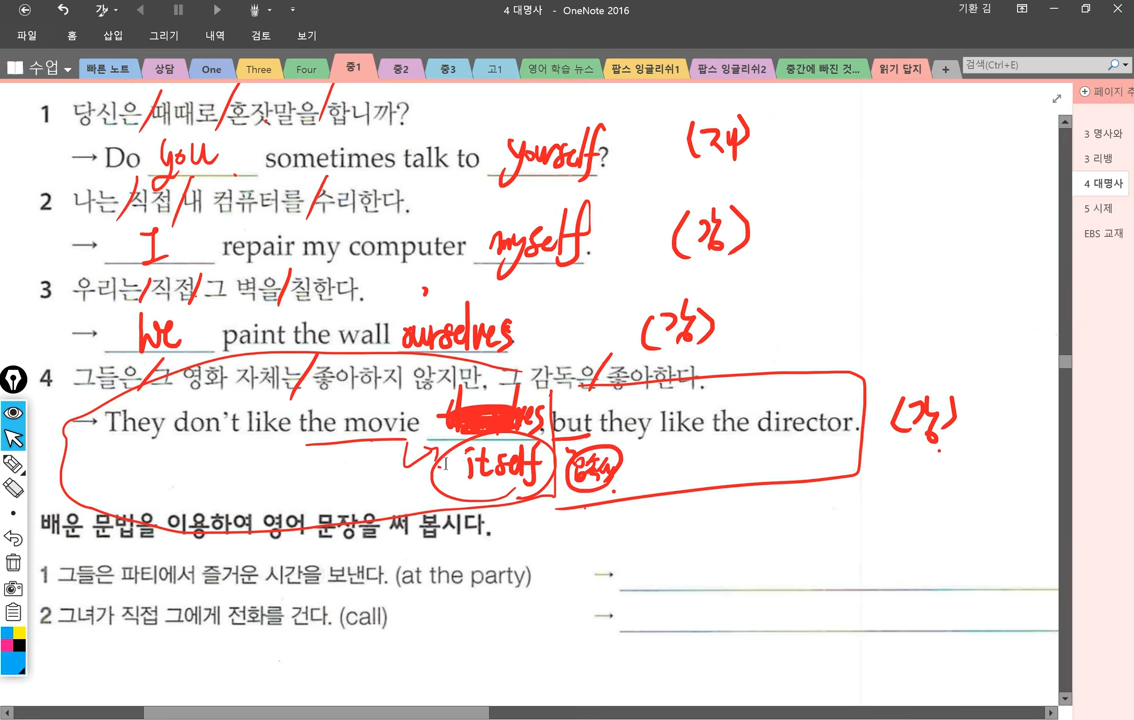 4 대명사 - OneNote 2016
기환 김
파일 홈 삽입 그리기 내역 검토 보기
수업 빠른 노트 상담 One Three Four 중1 중2 중3 고1 영어 학습 뉴스 팝스 잉글리쉬1 팝스 잉글리쉬2 중간에 빠진 것... 독해기 답지 + 검색(Ctrl+E)
페이지 추
3 명사와
3 리뱅
4 대명사
5 시제
EBS 교재
1 당신은/때때로/혼잣말을/합니까?
→ Do you sometimes talk to yourself? (재)
2 나는/직접/내 컴퓨터를/수리한다.
→ I repair my computer myself. (강)
3 우리는/직접/그 벽을/칠한다.
→ We paint the wall ourselves. (강)
4 그들은/그 영화 자체는/좋아하지 않지만, 그 감독은/좋아한다.
→ They don't like the movie itself, but they like the director. (강)
배운 문법을 이용하여 영어 문장을 써 봅시다.
1 그들은 파티에서 즐거운 시간을 보낸다. (at the party) →
2 그녀가 직접 그에게 전화를 건다. (call) →